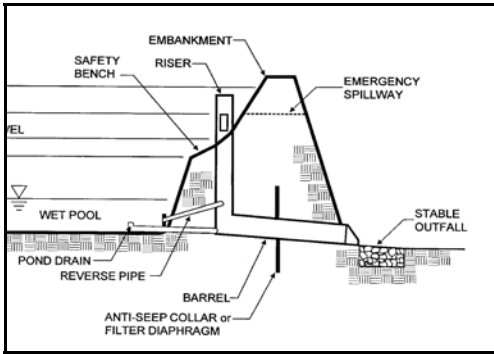 EMBANKMENT
RISER
SAFETY
BENCH
EMERGENCY
SPILLWAY
VEL
WET POOL
STABLE
OUTFALL
POND DRAIN
REVERSE PIPE
BARREL
ANTI-SEEP COLLAR or
FILTER DIAPHRAGM